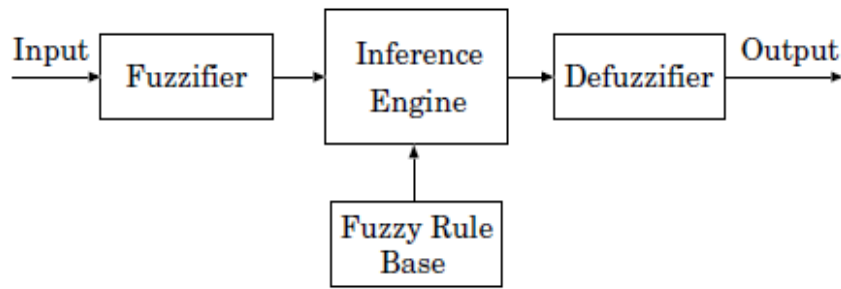 Input
Fuzzifier
Inference
Engine
Defuzzifier
Output
Fuzzy Rule
Base